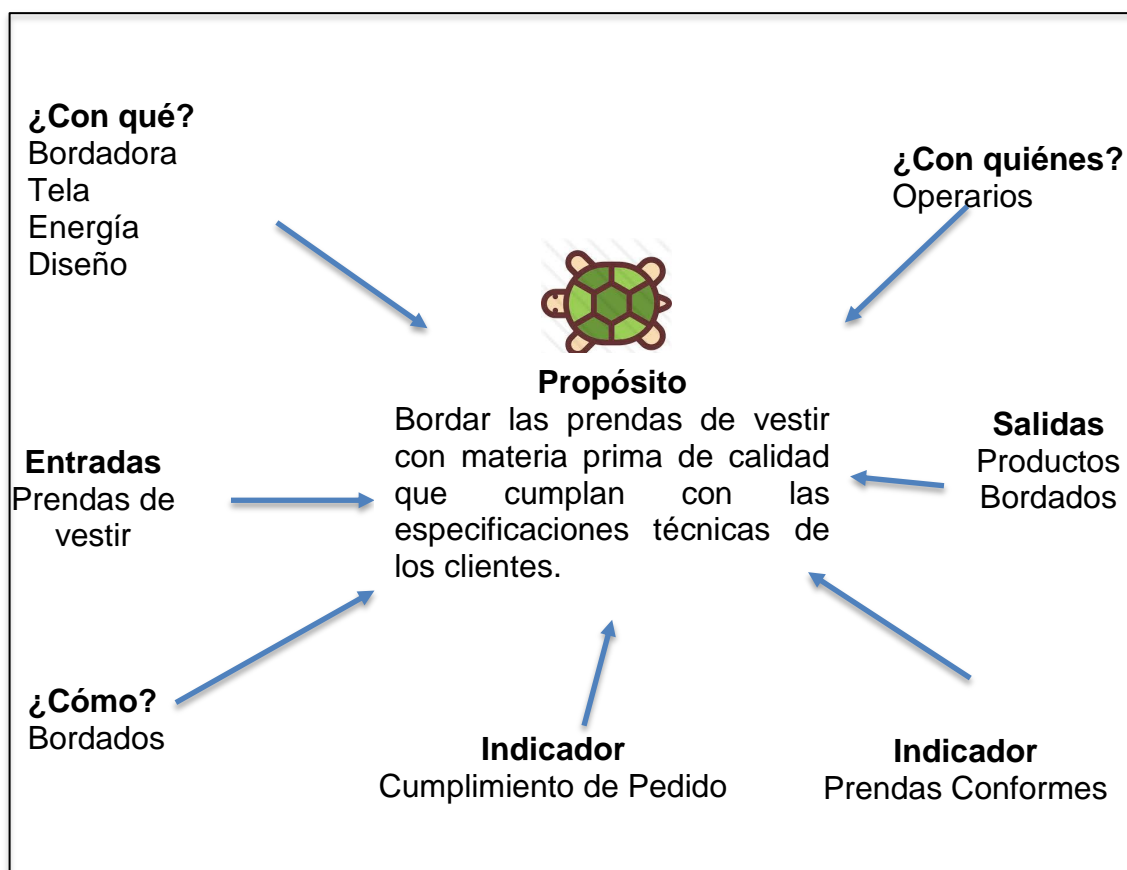 ¿Con qué?
Bordadora
Tela
Energía
Diseño
¿Con quiénes?
Operarios
Propósito
Bordar las prendas de vestir
con materia prima de calidad
que cumplan con las
especificaciones técnicas de
los clientes.
Entradas
Prendas de
vestir
Salidas
Productos
Bordados
¿Cómo?
Bordados
Indicador
Cumplimiento de Pedido
Indicador
Prendas Conformes